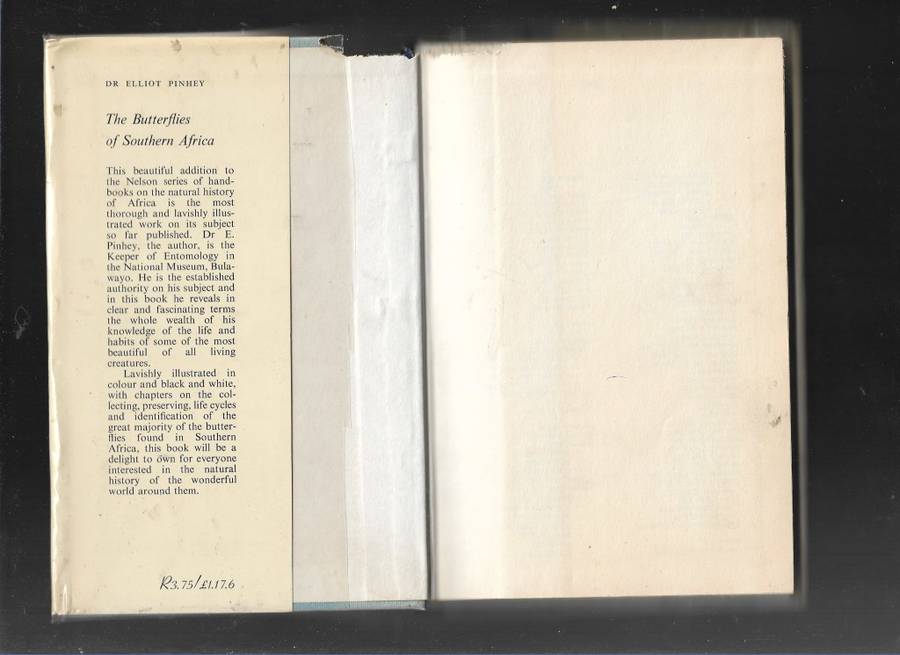 DR ELLIOT PINHEY
The Butterflies
of Southern Africa
This beautiful addition to
the Nelson series of hand-
books on the natural history
of Africa is the most
thorough and lavishly illus-
trated work on its subject
so far published. Dr E.
Pinhey, the author, is the
Keeper of Entomology in
the National Museum, Bula-
wayo. He is the established
authority on his subject and
in this book he reveals in
clear and fascinating terms
the whole wealth of his
knowledge of the life and
habits of some of the most
beautiful of all living
creatures.
Lavishly illustrated in
colour and black and white,
with chapters on the col-
lecting, preserving, life cycles
and identification of the
great majority of the butter-
flies found in Southern
Africa, this book will be a
delight to own for everyone
interested in the natural
history of the wonderful
world around them.
R3.75/£1.17.6